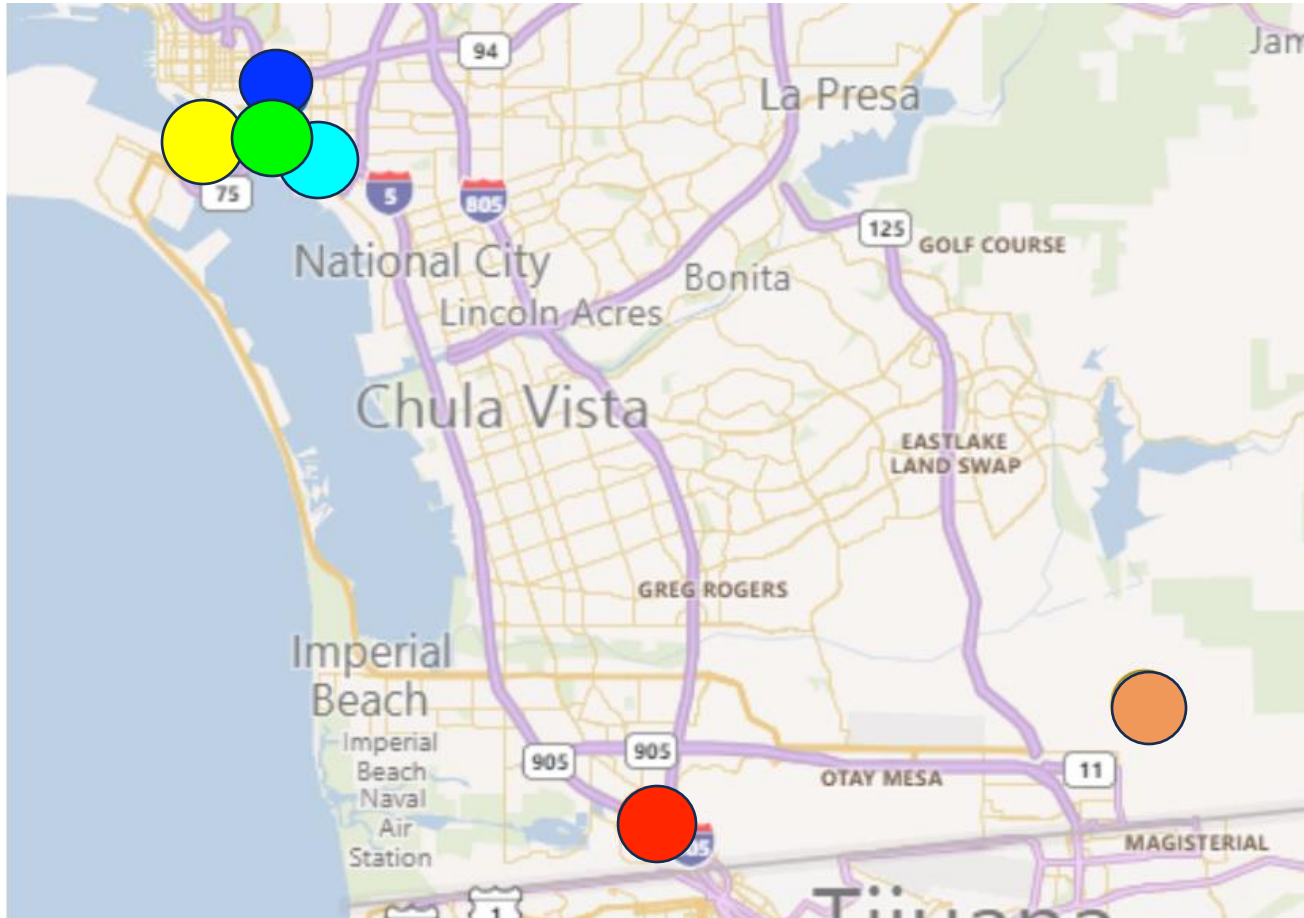 94
Jam
La Presa
75
5
805
125
GOLF COURSE
National City
Bonita
Lincoln Acres
Chula Vista
EASTLAKE
LAND SWAP
GREG ROGERS
Imperial
Beach
Imperial
Beach
Naval
Air
Station
905
905
11
OTAY MESA
05
MAGISTERIAL
1